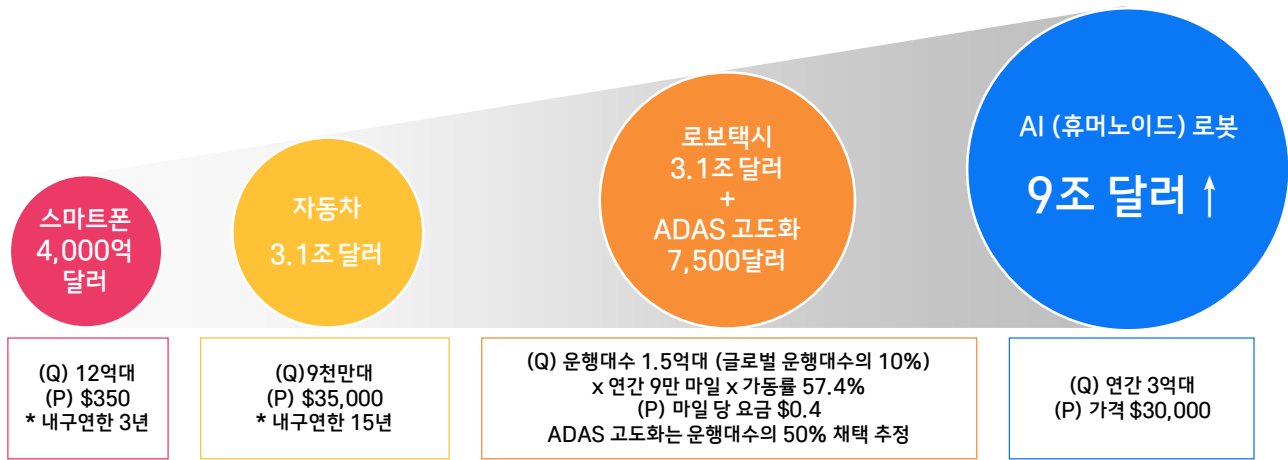 스마트폰
4,000억
달러
자동차
3.1조 달러
로보택시
3.1조 달러
+
ADAS 고도화
7,500달러
AI (휴머노이드) 로봇
9조 달러 ↑
(Q) 12억대
(P) $350
* 내구연한 3년
(Q)9천만대
(P) $35,000
* 내구연한 15년
(Q) 운행대수 1.5억대 (글로벌 운행대수의 10%)
x 연간 9만 마일 x 가동률 57.4%
(P) 마일 당 요금 $0.4
ADAS 고도화는 운행대수의 50% 채택 추정
(Q) 연간 3억대
(P) 가격 $30,000